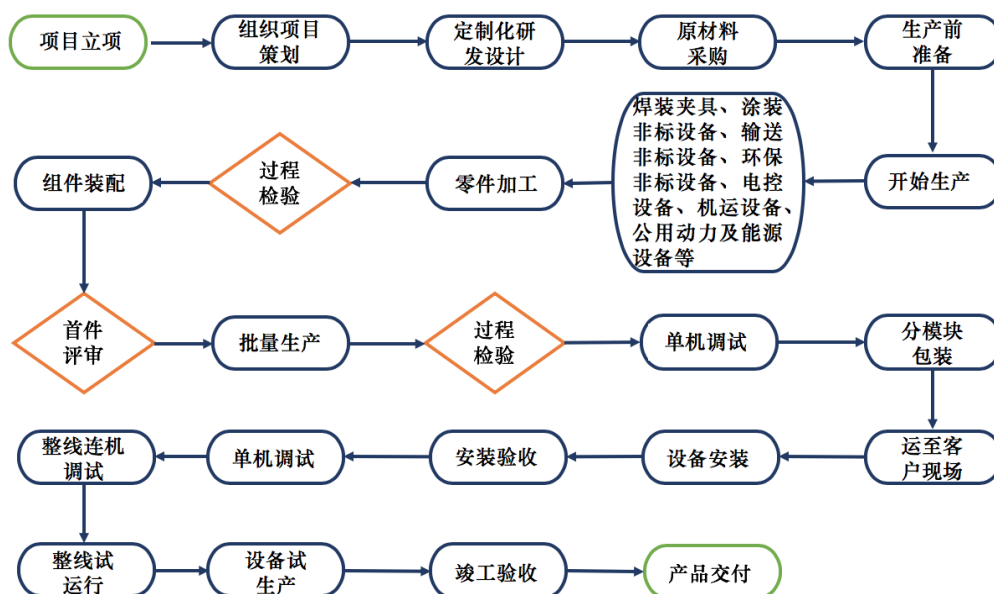 项目立项
组织项目
策划
定制化研
发设计
原材料
采购
生产前
准备
开始生产
焊装夹具、涂装
非标设备、输送
非标设备、环保
非标设备、电控
设备、机运设备、
公用动力及能源
设备等
零件加工
过程
检验
组件装配
首件
评审
批量生产
过程
检验
单机调试
分模块
包装
运至客
户现场
设备安装
安装验收
单机调试
整线连机
调试
整线试
运行
设备试
生产
竣工验收
产品交付